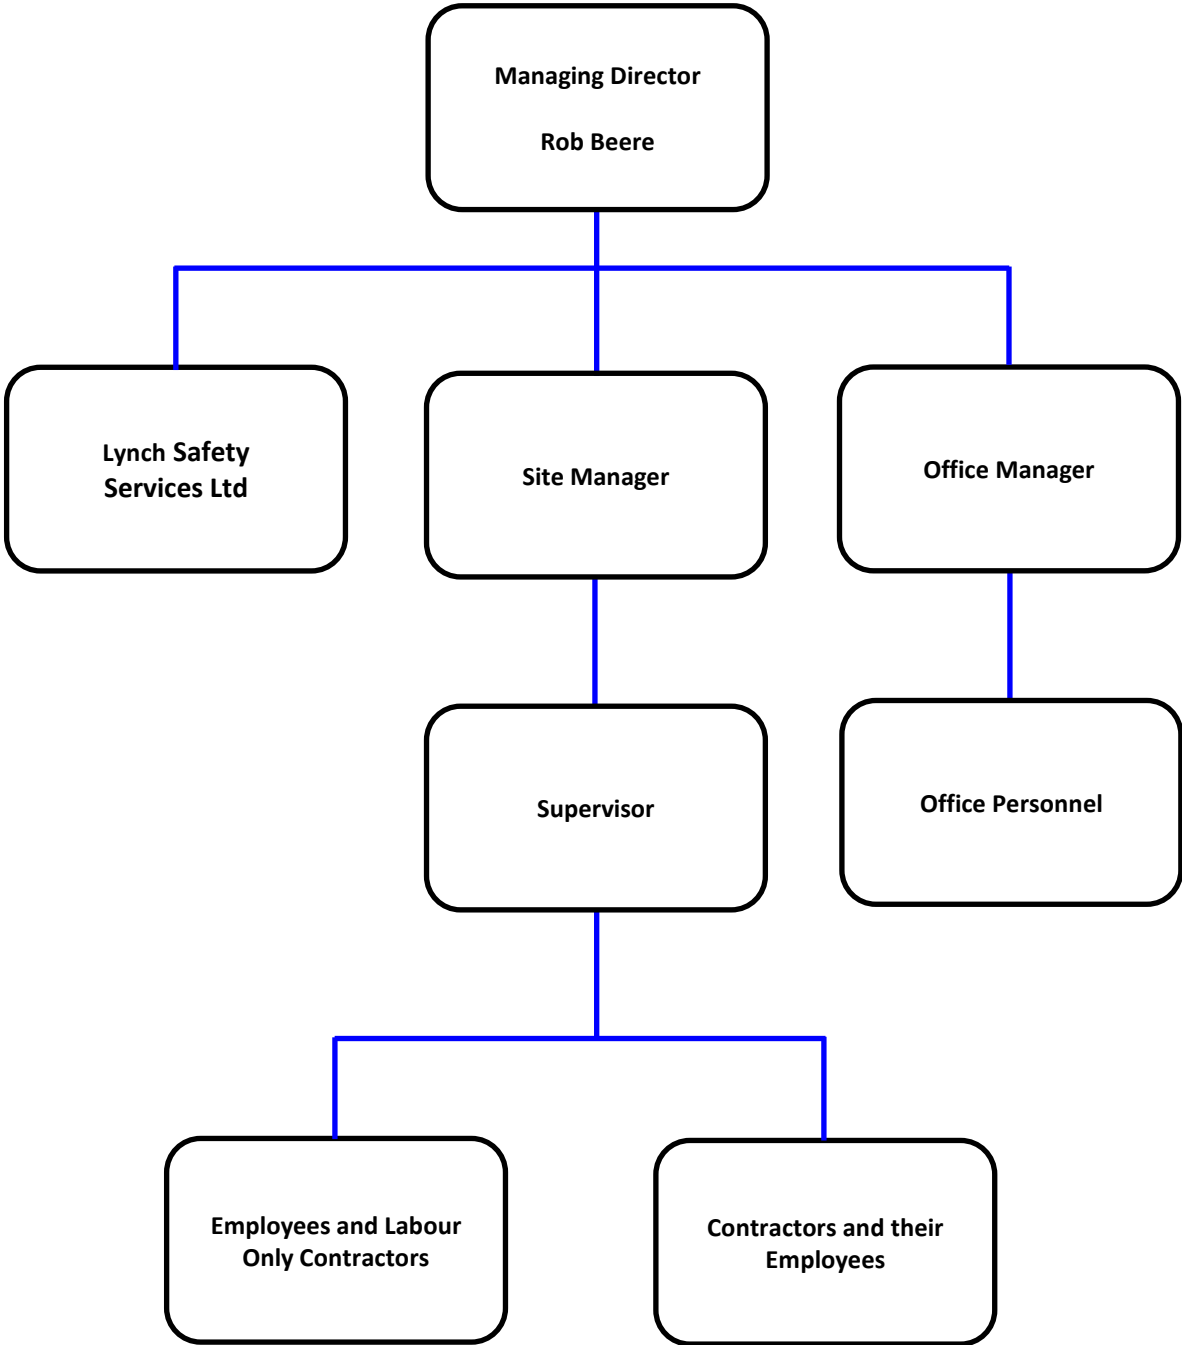 Managing Director
Rob Beere
Lynch Safety
Services Ltd
Site Manager
Office Manager
Supervisor
Office Personnel
Employees and Labour
Only Contractors
Contractors and their
Employees